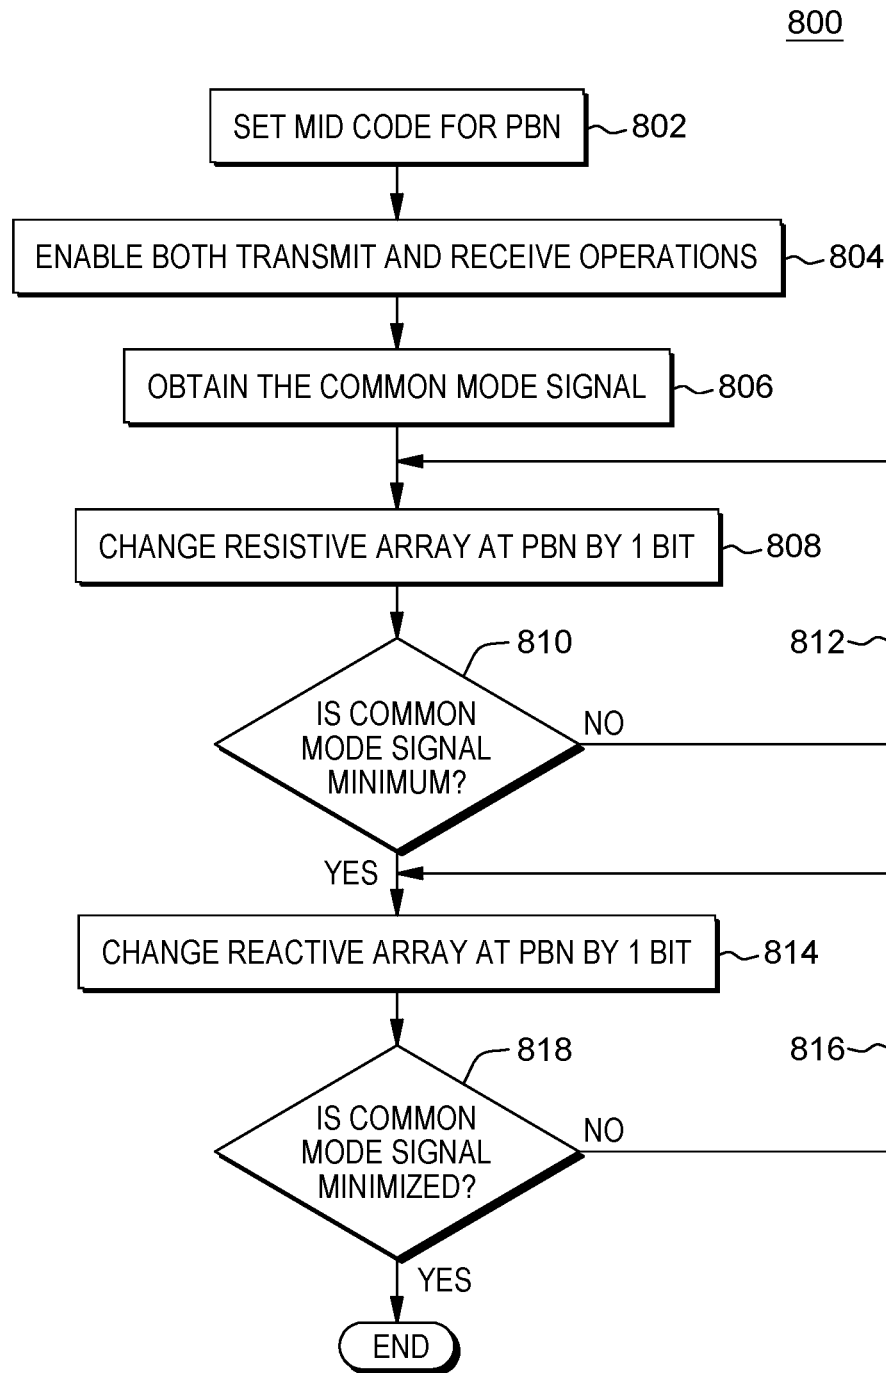 800
SET MID CODE FOR PBN
802
ENABLE BOTH TRANSMIT AND RECEIVE OPERATIONS
804
OBTAIN THE COMMON MODE SIGNAL
806
CHANGE RESISTIVE ARRAY AT PBN BY 1 BIT
808
810
812
IS COMMON
MODE SIGNAL
MINIMUM?
NO
YES
CHANGE REACTIVE ARRAY AT PBN BY 1 BIT
814
818
816
IS COMMON
MODE SIGNAL
MINIMIZED?
NO
YES
END